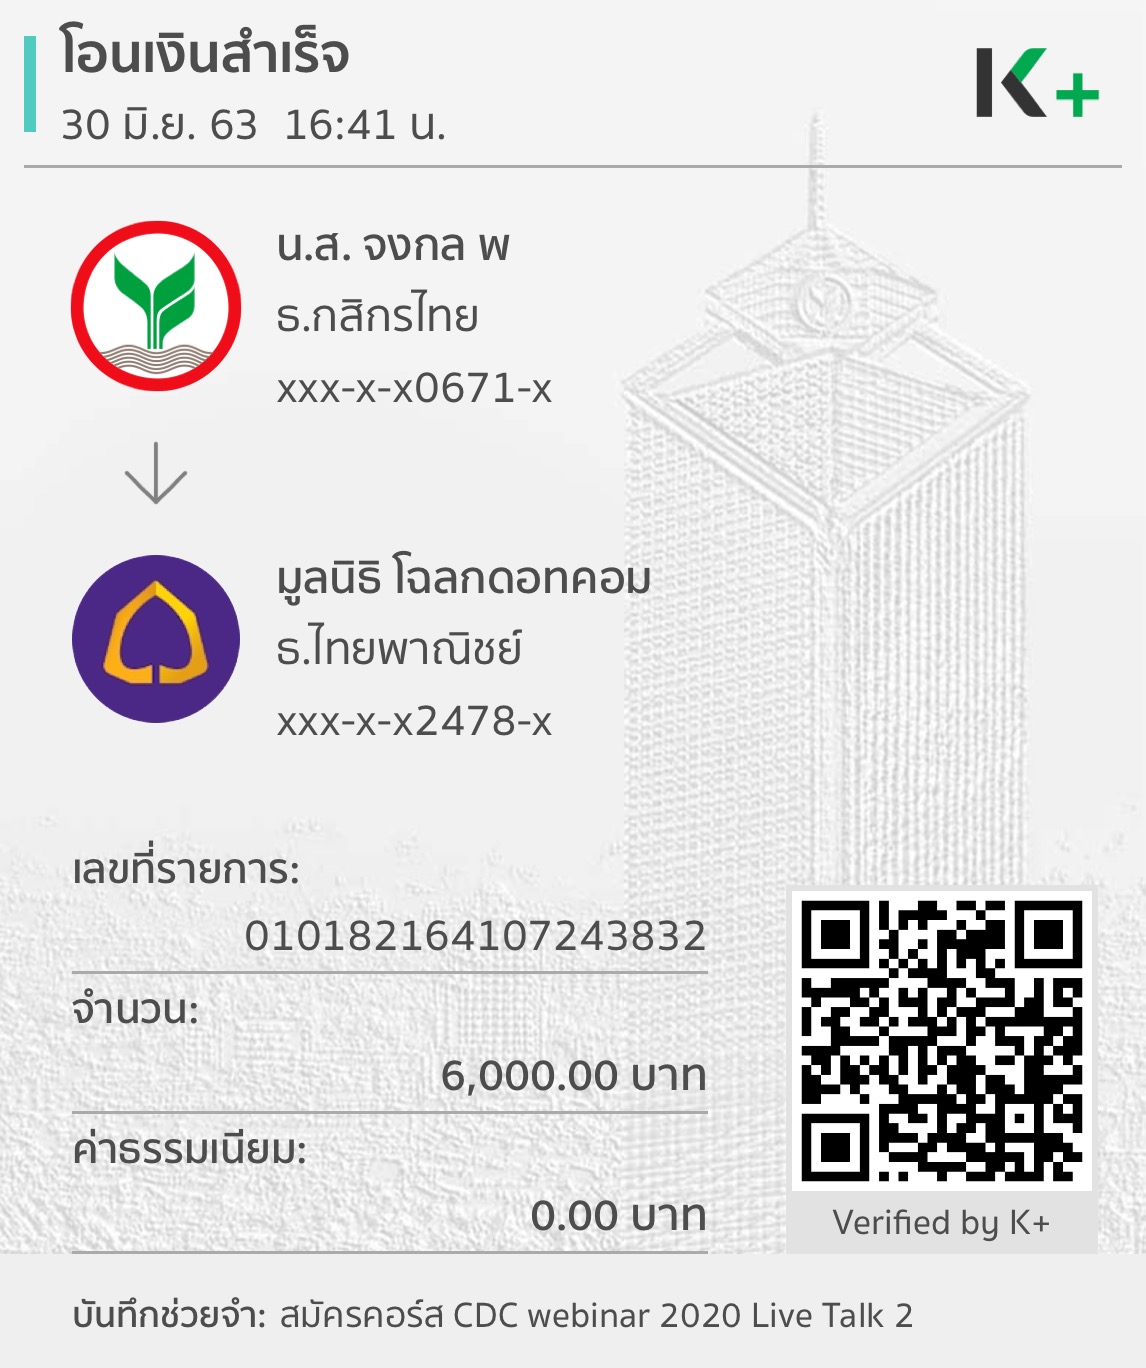 โอนเงินสำเร็จ
30 มิ.ย. 63  16:41 น.
K+
น.ส. จงกล พ
ธ.กสิกรไทย
xxx-x-x0671-x
มูลนิธิ โฉลกดอทคอม
ธ.ไทยพาณิชย์
xxx-x-x2478-x
เลขที่รายการ:
010182164107243832
จำนวน:
6,000.00 บาท
ค่าธรรมเนียม:
0.00 บาท
Verified by K+
บันทึกช่วยจำ: สมัครคอร์ส CDC webinar 2020 Live Talk 2